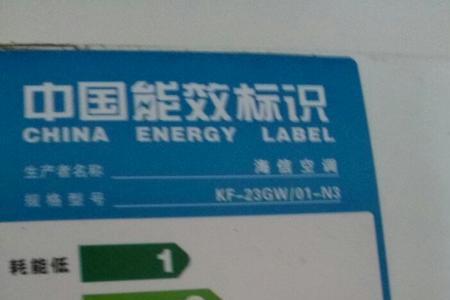 中国能效标识
CHINA ENERGY LABEL
生产者名称 海信空调
规格型号 KF-23GW/01-N3
耗能低 1